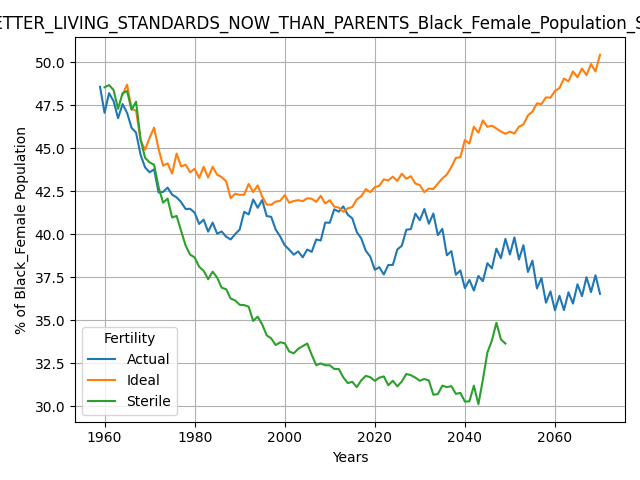 ETTER_LIVING_STANDARDS_NOW_THAN_PARENTS_Black_Female_Population_S
50.0
47.5
45.0
42.5
40.0
37.5
35.0
32.5
30.0
% of Black_Female Population
Fertility
Actual
Ideal
Sterile
1960
1980
2000
2020
2040
2060
Years